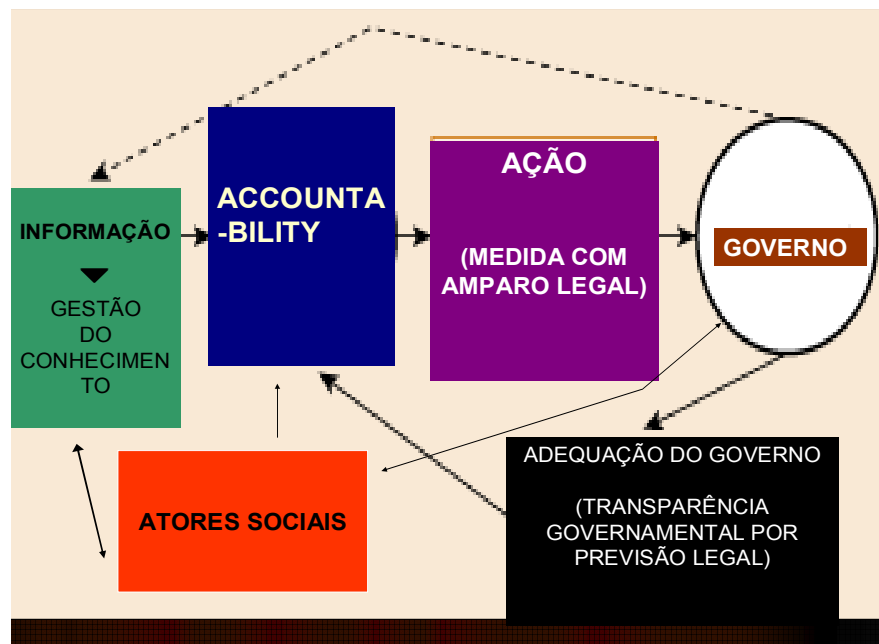 INFORMAÇÃO
GESTÃO
DO
CONHECIMEN
TO
ACCOUNTA
-BILITY
AÇÃO
(MEDIDA COM
AMPARO LEGAL)
GOVERNO
ATORES SOCIAIS
ADEQUAÇÃO DO GOVERNO
(TRANSPARÊNCIA
GOVERNAMENTAL POR
PREVISÃO LEGAL)